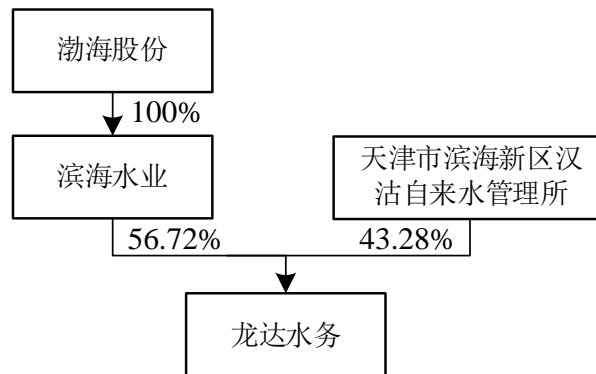 渤海股份
100%
滨海水业
天津市滨海新区汉
沽自来水管理所
56.72%
43.28%
龙达水务